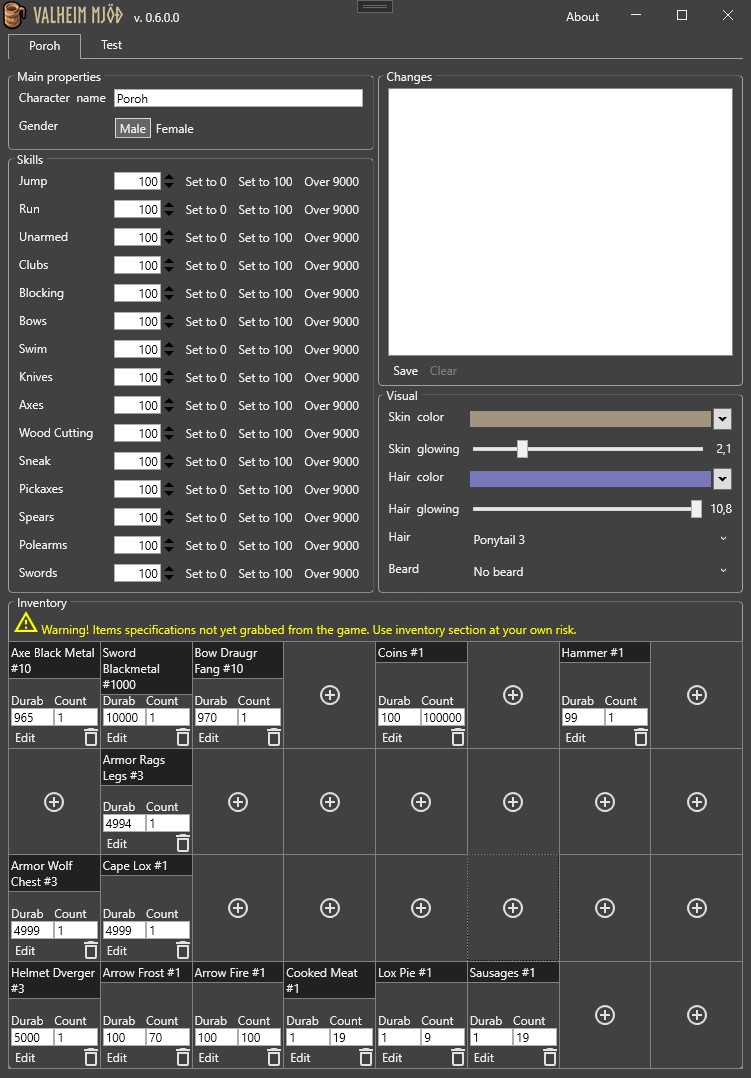 VALHEIM MJÖÐ v. 0.6.0.0
About
Poroh
Test
Main properties
Character name Poroh
Gender Male Female
Skills
Jump 100 Set to 0 Set to 100 Over 9000
Run 100 Set to 0 Set to 100 Over 9000
Unarmed 100 Set to 0 Set to 100 Over 9000
Clubs 100 Set to 0 Set to 100 Over 9000
Blocking 100 Set to 0 Set to 100 Over 9000
Bows 100 Set to 0 Set to 100 Over 9000
Swim 100 Set to 0 Set to 100 Over 9000
Knives 100 Set to 0 Set to 100 Over 9000
Axes 100 Set to 0 Set to 100 Over 9000
Wood Cutting 100 Set to 0 Set to 100 Over 9000
Sneak 100 Set to 0 Set to 100 Over 9000
Pickaxes 100 Set to 0 Set to 100 Over 9000
Spears 100 Set to 0 Set to 100 Over 9000
Polearms 100 Set to 0 Set to 100 Over 9000
Swords 100 Set to 0 Set to 100 Over 9000
Changes
Save Clear
Visual
Skin color
Skin glowing 2,1
Hair color
Hair glowing 10,8
Hair Ponytail 3
Beard No beard
Inventory
Warning! Items specifications not yet grabbed from the game. Use inventory section at your own risk.
Axe Black Metal
#10
Durab Count
965 1
Edit
Sword
Blackmetal
#1000
Durab Count
10000 1
Edit
Bow Draugr
Fang #10
Durab Count
970 1
Edit
Coins #1
Durab Count
100 100000
Edit
Hammer #1
Durab Count
99 1
Edit
Armor Rags
Legs #3
Durab Count
4994 1
Edit
Armor Wolf
Chest #3
Durab Count
4999 1
Edit
Cape Lox #1
Durab Count
4999 1
Edit
Helmet Dverger
#3
Durab Count
5000 1
Edit
Arrow Frost #1
Durab Count
100 70
Edit
Arrow Fire #1
Durab Count
100 100
Edit
Cooked Meat
#1
Durab Count
1 19
Edit
Lox Pie #1
Durab Count
1 9
Edit
Sausages #1
Durab Count
1 19
Edit